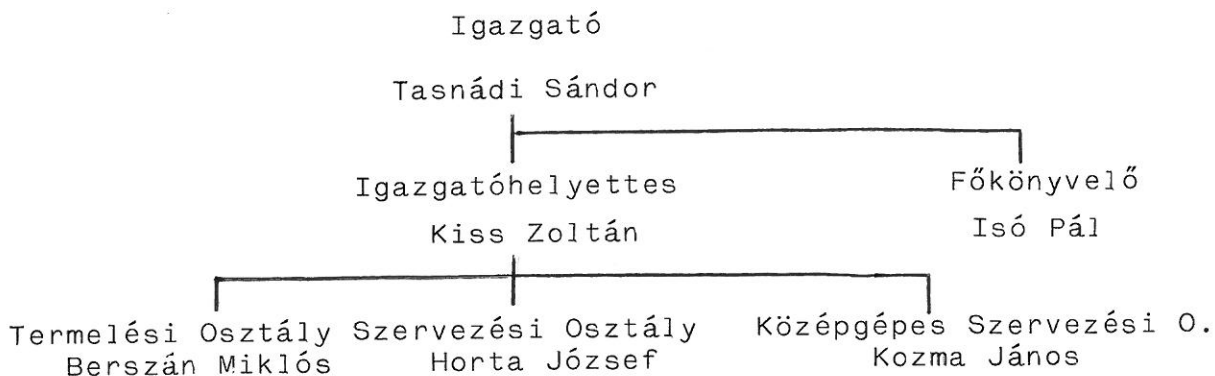 Igazgató
Tasnádi Sándor
Igazgatóhelyettes
Kiss Zoltán
Főkönyvelő
Isó Pál
Termelési Osztály
Berszán Miklós
Szervezési Osztály
Horta József
Középgépes Szervezési O.
Kozma János